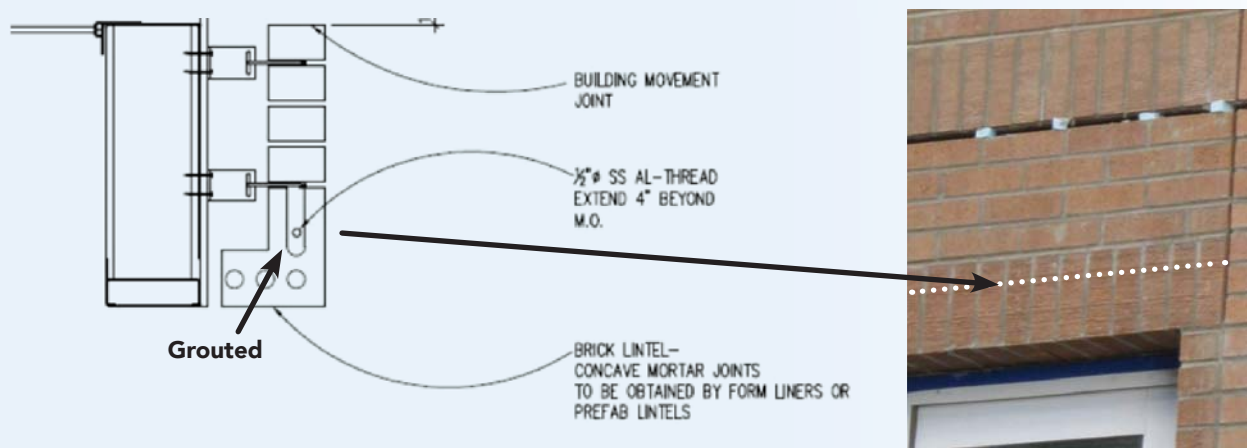 BUILDING MOVEMENT
JOINT
½"ø SS AL-THREAD
EXTEND 4" BEYOND
M.O.
Grouted
BRICK LINTEL-
CONCAVE MORTAR JOINTS
TO BE OBTAINED BY FORM LINERS OR
PREFAB LINTELS